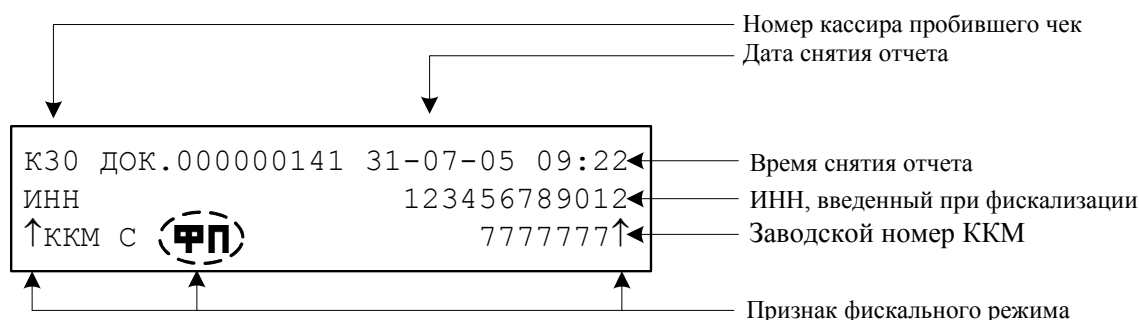 Номер кассира пробившего чек
Дата снятия отчета
К30 ДОК.000000141 31-07-05 09:22
Время снятия отчета
ИНН 123456789012
ИНН, введенный при фискализации
↑ККМ С ФП 7777777↑
Заводской номер ККМ
Признак фискального режима